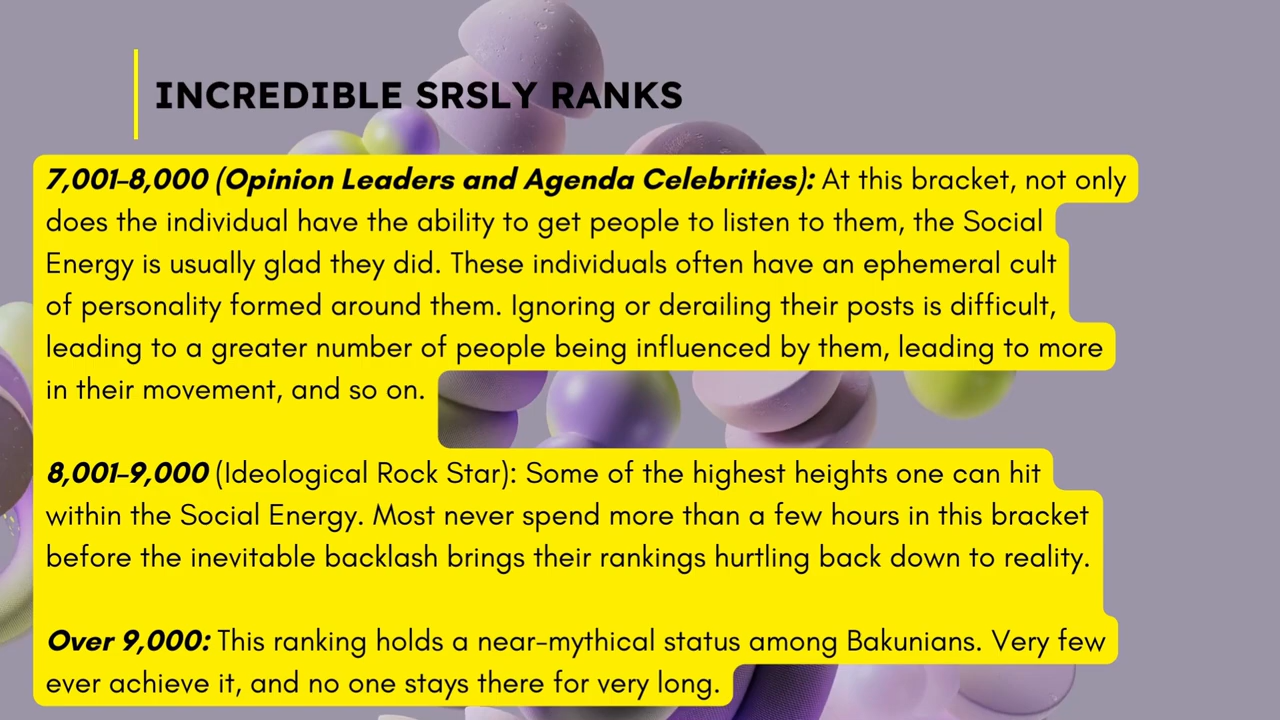 INCREDIBLE SRSLY RANKS
7,001–8,000 (Opinion Leaders and Agenda Celebrities): At this bracket, not only
does the individual have the ability to get people to listen to them, the Social
Energy is usually glad they did. These individuals often have an ephemeral cult
of personality formed around them. Ignoring or derailing their posts is difficult,
leading to a greater number of people being influenced by them, leading to more
in their movement, and so on.
8,001–9,000 (Ideological Rock Star): Some of the highest heights one can hit
within the Social Energy. Most never spend more than a few hours in this bracket
before the inevitable backlash brings their rankings hurtling back down to reality.
Over 9,000: This ranking holds a near-mythical status among Bakunians. Very few
ever achieve it, and no one stays there for very long.